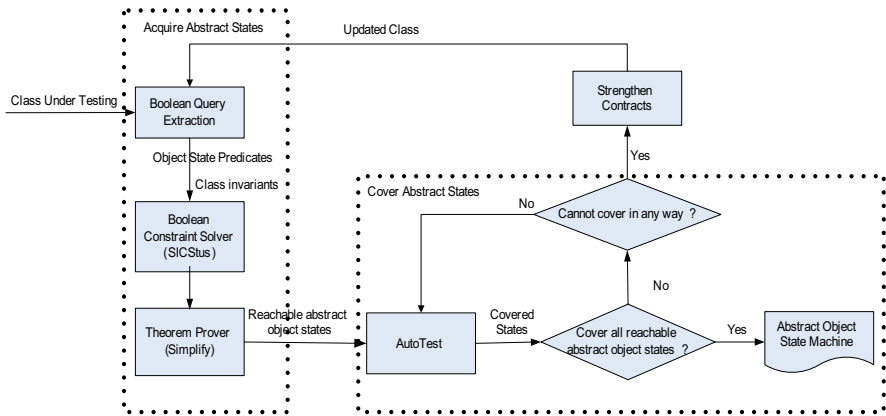 Acquire Abstract States
Updated Class
Class Under Testing
Boolean Query
Extraction
Strengthen
Contracts
Object State Predicates
Class invariants
Yes
Cover Abstract States
No
Cannot cover in any way ?
Boolean
Constraint Solver
(SICStus)
No
Theorem Prover
(Simplify)
Reachable abstract
object states
AutoTest
Covered
States
Cover all reachable
abstract object states ?
Yes
Abstract Object
State Machine